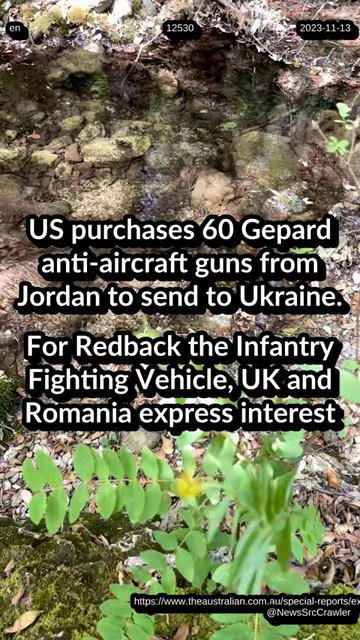 en
12530
2023-11-13
US purchases 60 Gepard
anti-aircraft guns from
Jordan to send to Ukraine.
For Redback the Infantry
Fighting Vehicle, UK and
Romania express interest
https://www.theaustralian.com.au/special-reports/ex
@NewsSrcCrawler